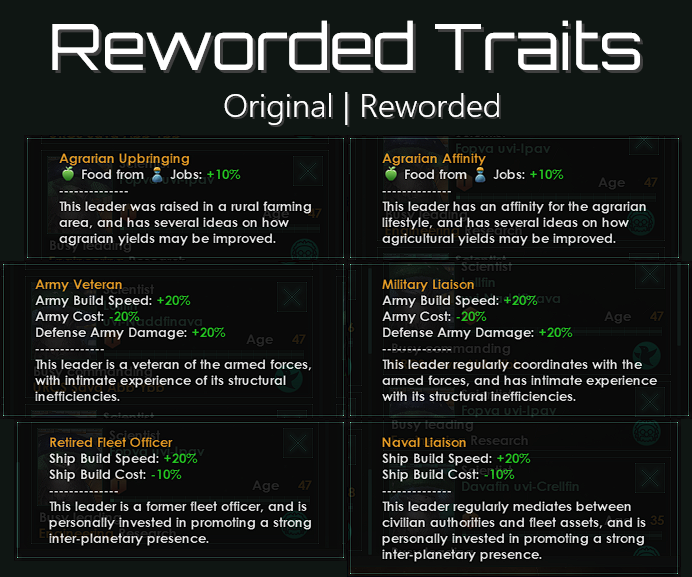 Reworded Traits
Original | Reworded
Agrarian Upbringing
Food from Jobs: +10%
--------------
This leader was raised in a rural farming
area, and has several ideas on how
agrarian yields may be improved.
Agrarian Affinity
Food from Jobs: +10%
--------------
This leader has an affinity for the agrarian
lifestyle, and has several ideas on how
agricultural yields may be improved.
Army Veteran
Army Build Speed: +20%
Army Cost: -20%
Defense Army Damage: +20%
--------------
This leader is a veteran of the armed forces,
with intimate experience of its structural
inefficiencies.
Military Liaison
Army Build Speed: +20%
Army Cost: -20%
Defense Army Damage: +20%
--------------
This leader regularly coordinates with the
armed forces, and has intimate experience
with its structural inefficiencies.
Retired Fleet Officer
Ship Build Speed: +20%
Ship Build Cost: -10%
--------------
This leader is a former fleet officer, and is
personally invested in promoting a strong
inter-planetary presence.
Naval Liaison
Ship Build Speed: +20%
Ship Build Cost: -10%
--------------
This leader regularly mediates between
civilian authorities and fleet assets, and is
personally invested in promoting a strong
inter-planetary presence.